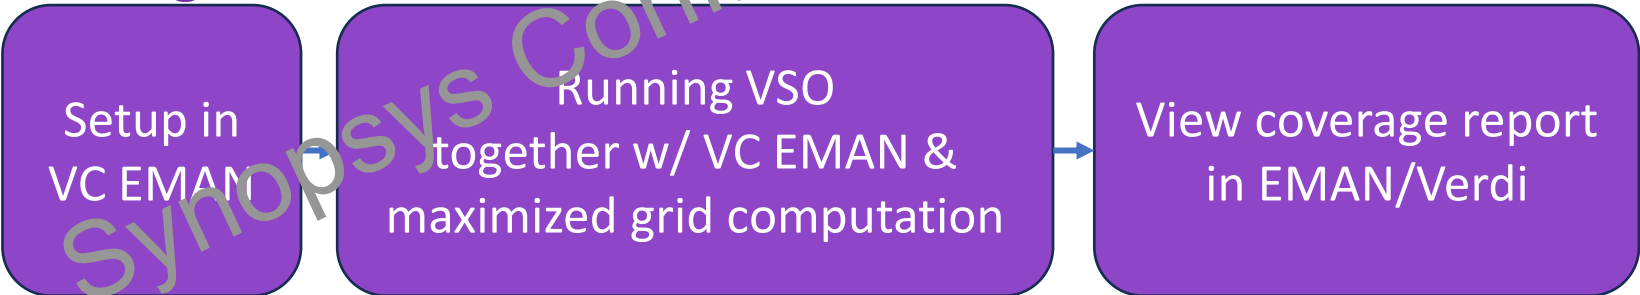 Setup in
VC EMAN
Running VSO
together w/ VC EMAN &
maximized grid computation
View coverage report
in EMAN/Verdi
Synopsys